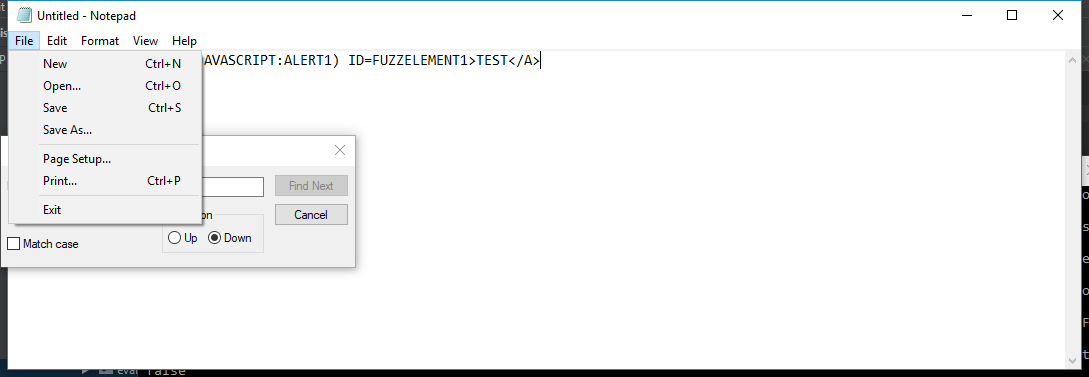 Untitled - Notepad
File Edit Format View Help
AVASCRIPT:ALERT1) ID=FUZZELEMENT1>TEST</A>
New Ctrl+N
Open... Ctrl+O
Save Ctrl+S
Save As...
Page Setup...
Print... Ctrl+P
Exit
Find Next
on
Cancel
Up Down
Match case
false